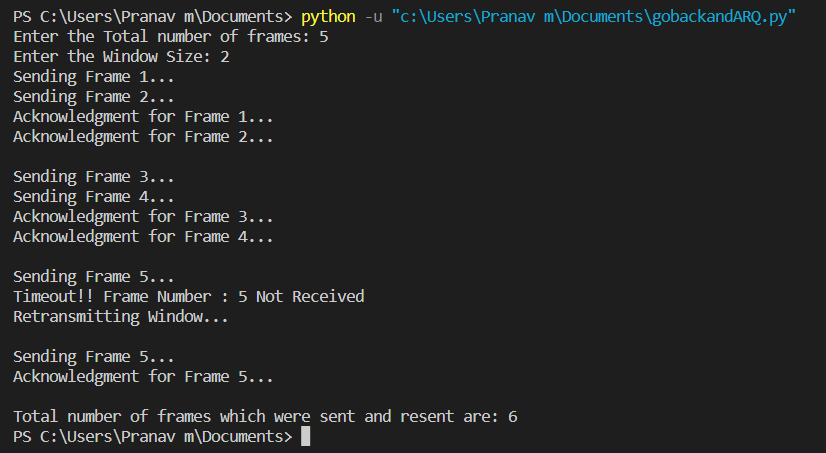 PS C:\Users\Pranav m\Documents> python -u "c:\Users\Pranav m\Documents\gobackandARQ.py"
Enter the Total number of frames: 5
Enter the Window Size: 2
Sending Frame 1...
Sending Frame 2...
Acknowledgment for Frame 1...
Acknowledgment for Frame 2...
Sending Frame 3...
Sending Frame 4...
Acknowledgment for Frame 3...
Acknowledgment for Frame 4...
Sending Frame 5...
Timeout!! Frame Number : 5 Not Received
Retransmitting Window...
Sending Frame 5...
Acknowledgment for Frame 5...
Total number of frames which were sent and resent are: 6
PS C:\Users\Pranav m\Documents>